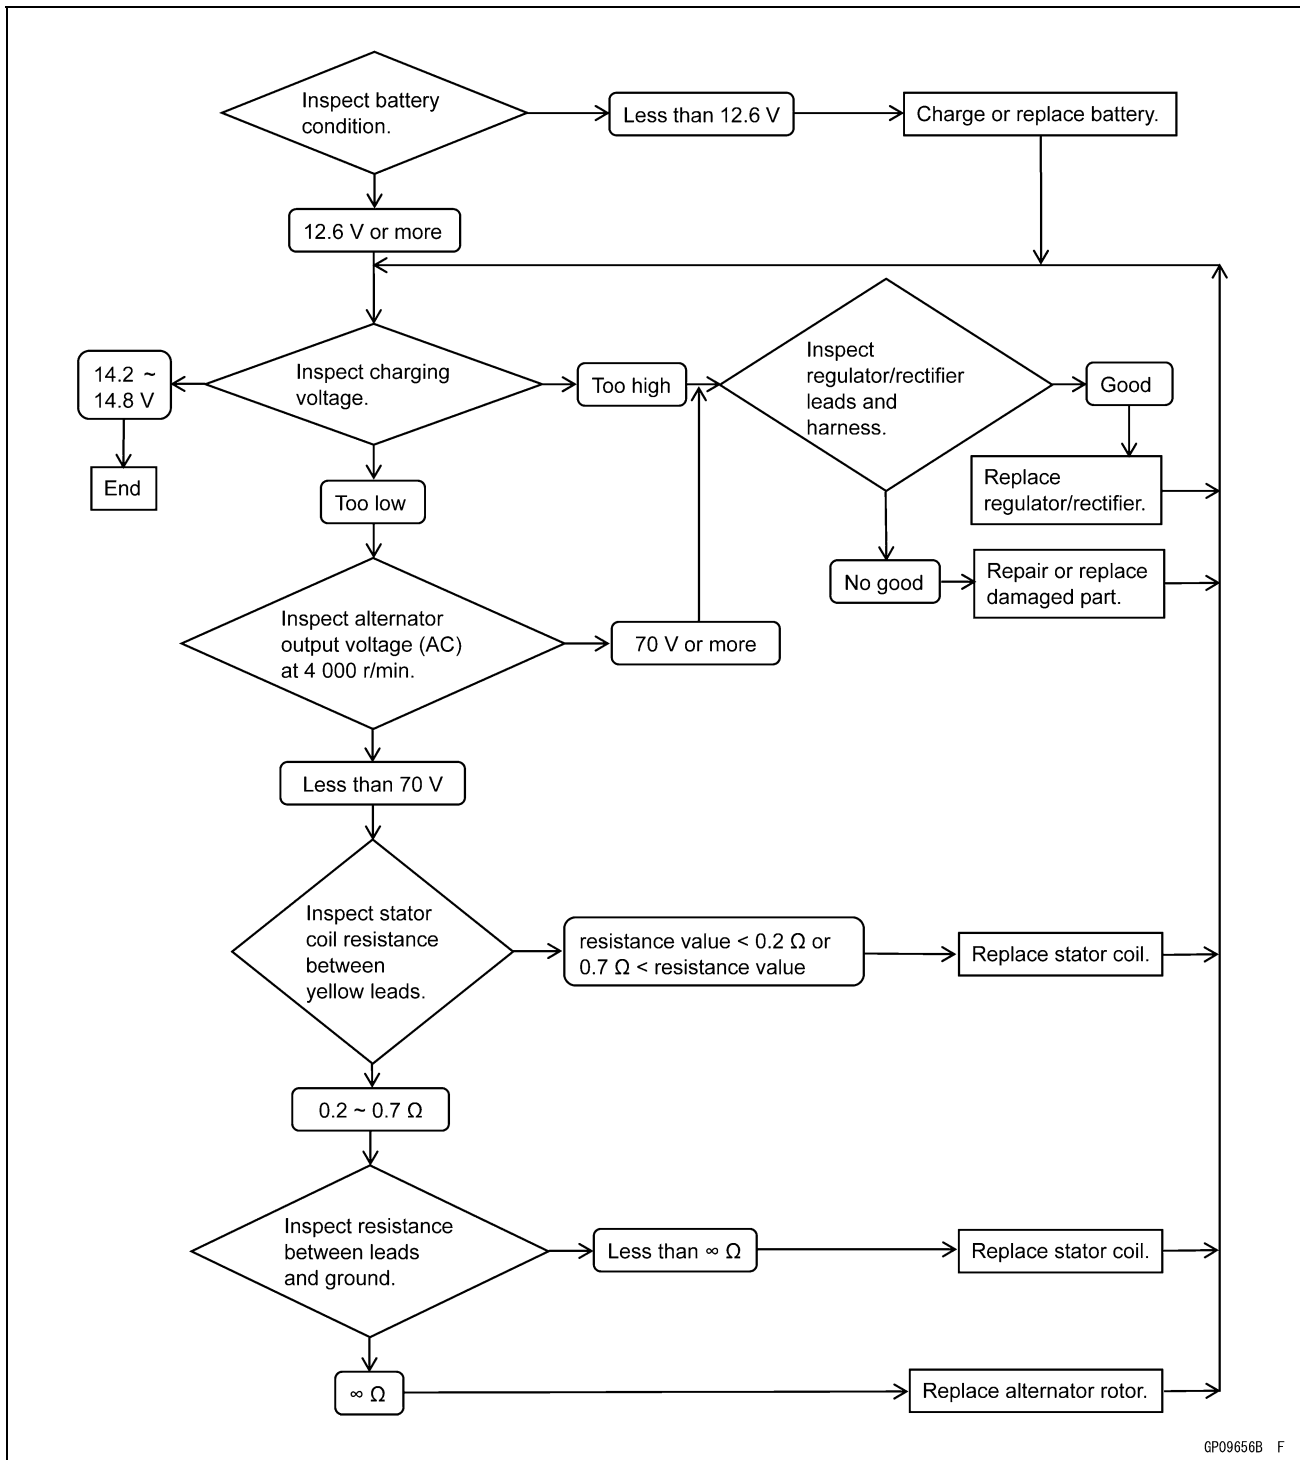 Inspect battery
condition.
Less than 12.6 V
Charge or replace battery.
12.6 V or more
14.2 ~
14.8 V
Inspect charging
voltage.
Too high
Inspect
regulator/rectifier
leads and
harness.
Good
End
Too low
Replace
regulator/rectifier.
No good
Repair or replace
damaged part.
Inspect alternator
output voltage (AC)
at 4 000 r/min.
70 V or more
Less than 70 V
Inspect stator
coil resistance
between
yellow leads.
resistance value < 0.2 Ω or
0.7 Ω < resistance value
Replace stator coil.
0.2 ~ 0.7 Ω
Inspect resistance
between leads
and ground.
Less than ∞ Ω
Replace stator coil.
∞ Ω
Replace alternator rotor.
GP09656B F